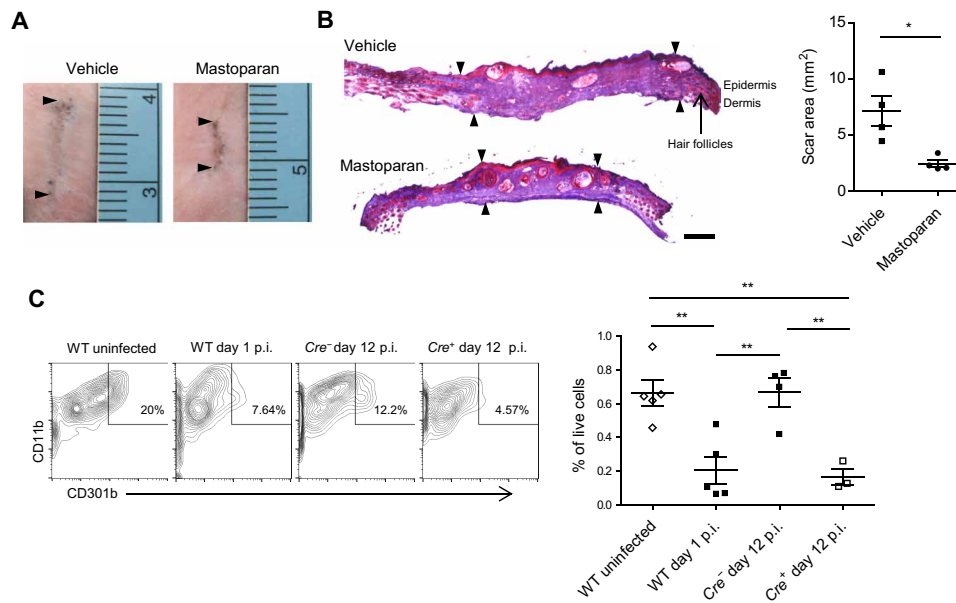 A
Vehicle
Mastoparan
4
3
5
B
Vehicle
Epidermis
Dermis
Hair follicles
Mastoparan
Scar area (mm2)
15
10
5
0
*
Vehicle
Mastoparan
C
WT uninfected
WT day 1 p.i.
Cre− day 12 p.i.
Cre+ day 12 p.i.
20%
7.64%
12.2%
4.57%
CD11b
CD301b
% of live cells
1.0
0.8
0.6
0.4
0.2
0.0
**
**
**
**
WT uninfected
WT day 1 p.i.
Cre− day 12 p.i.
Cre+ day 12 p.i.